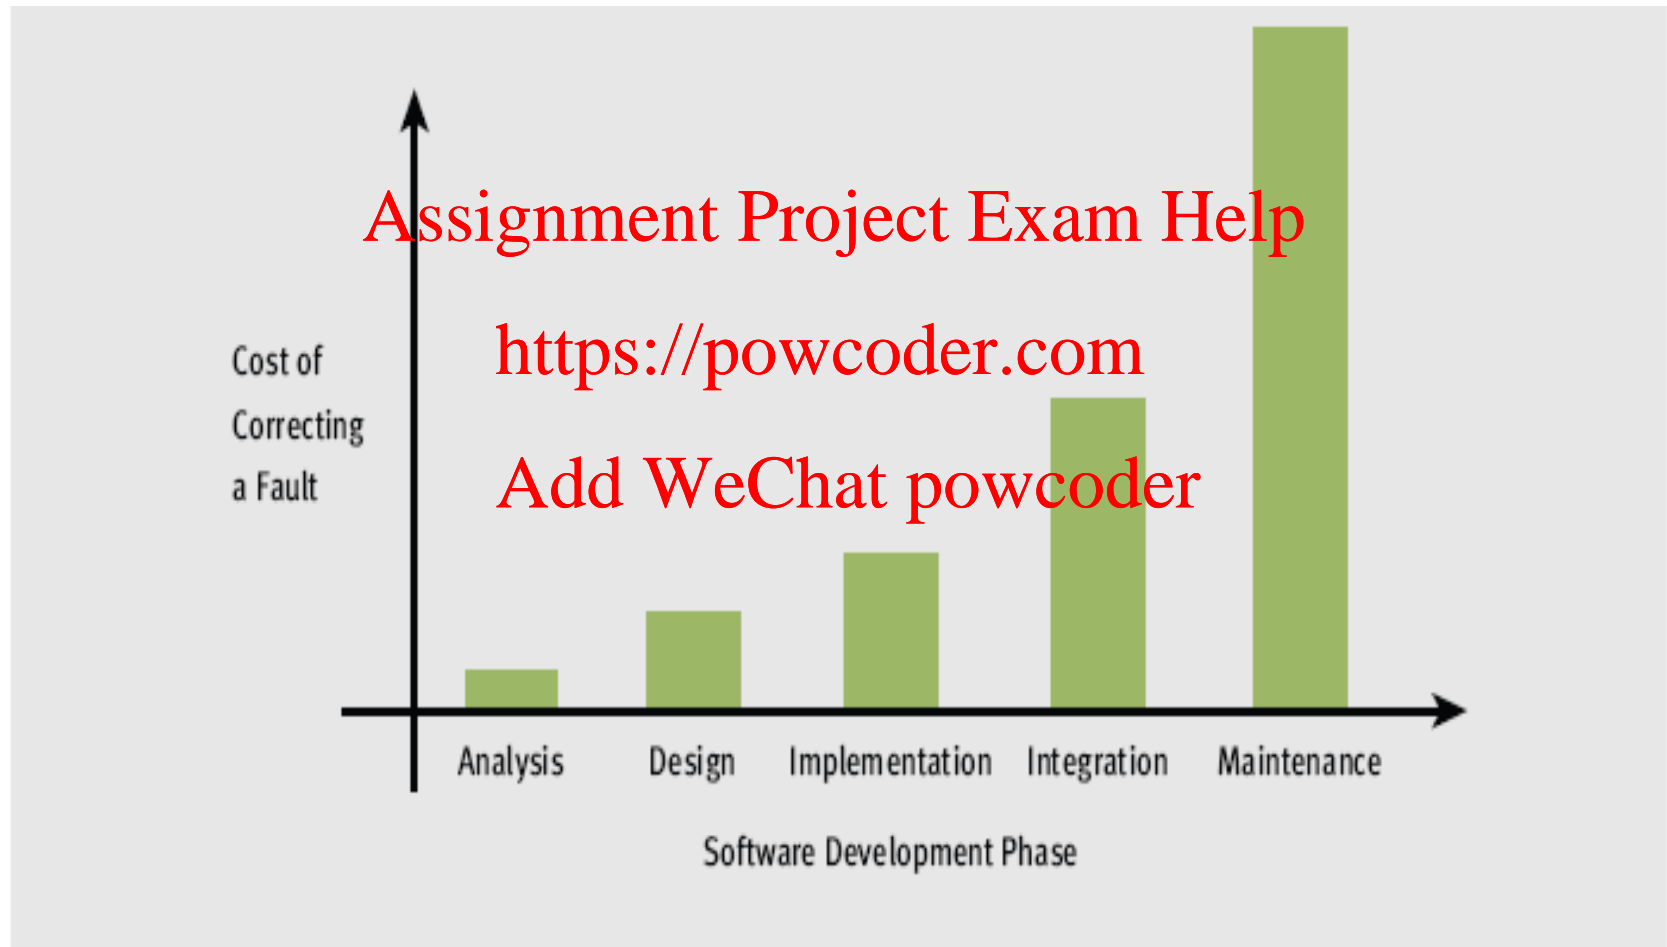 Assignment Project Exam Help
https://powcoder.com
Cost of
Correcting
a Fault
Add WeChat powcoder
Analysis Design Implementation Integration Maintenance
Software Development Phase